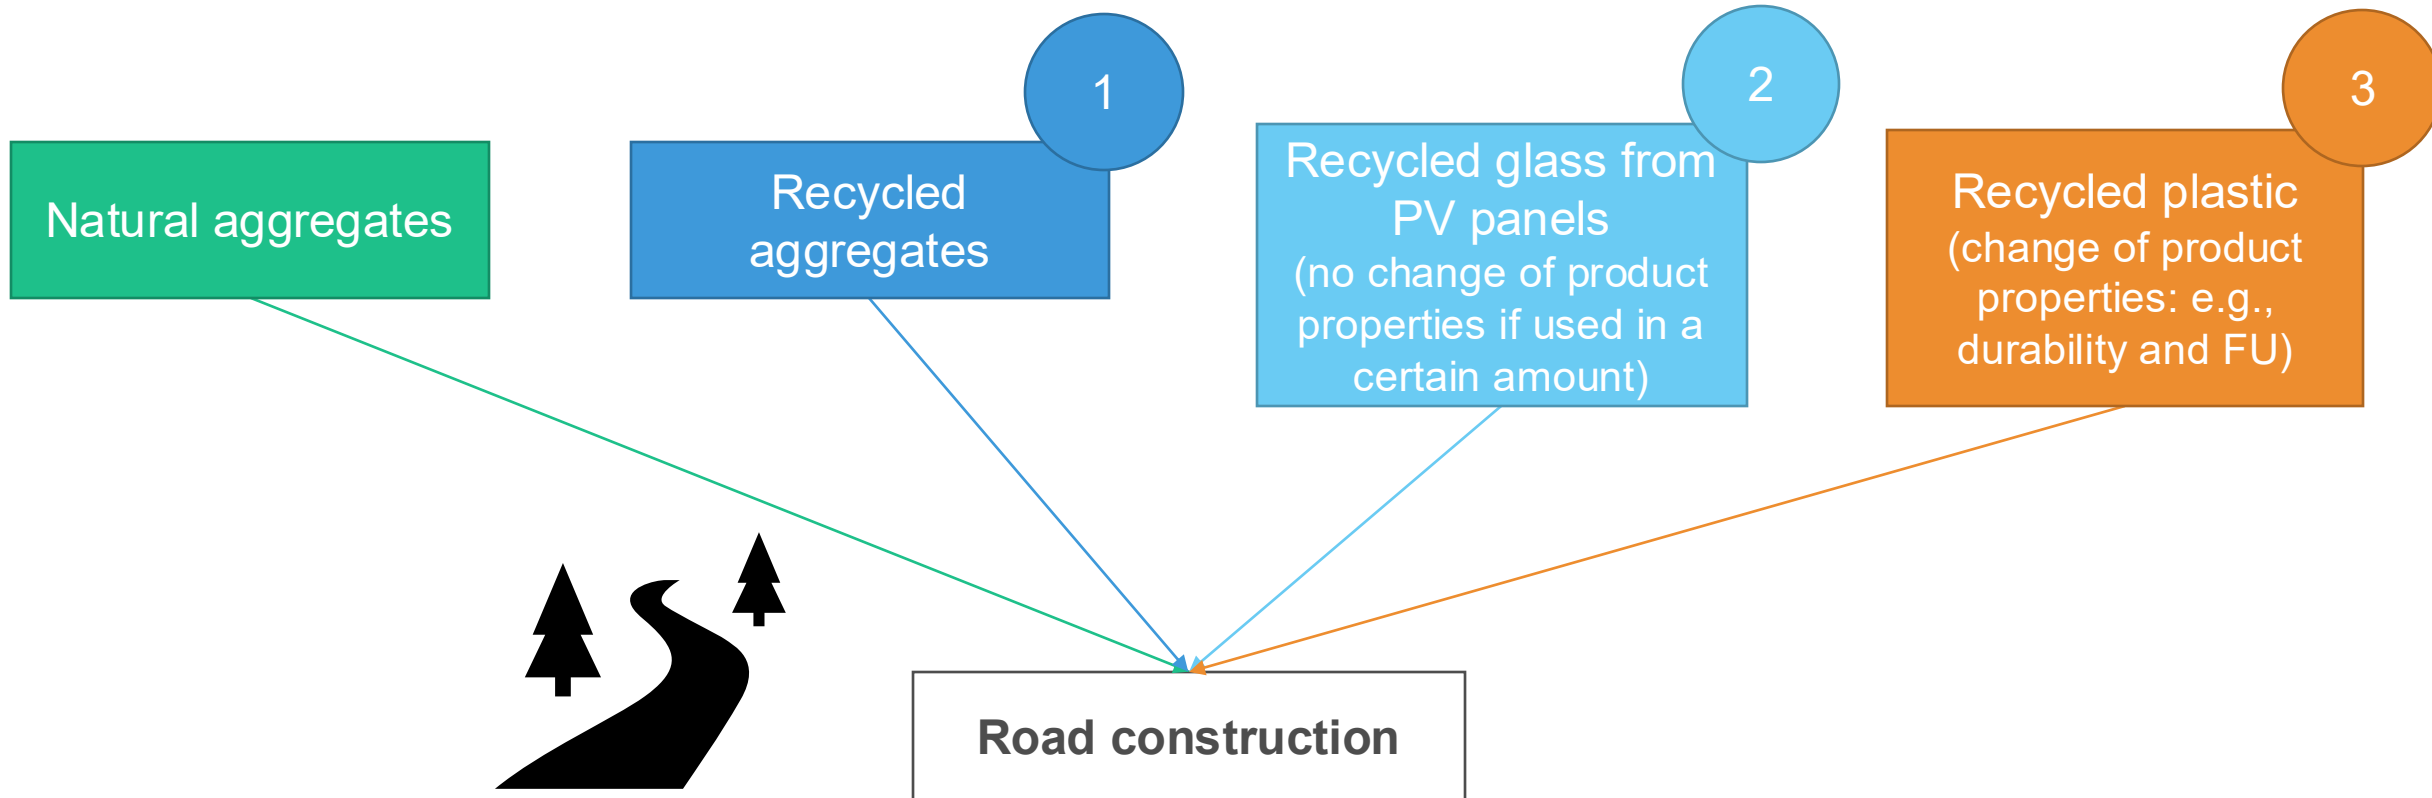 Natural aggregates
1
Recycled
aggregates
2
Recycled glass from
PV panels
(no change of product
properties if used in a
certain amount)
3
Recycled plastic
(change of product
properties: e.g.,
durability and FU)
Road construction